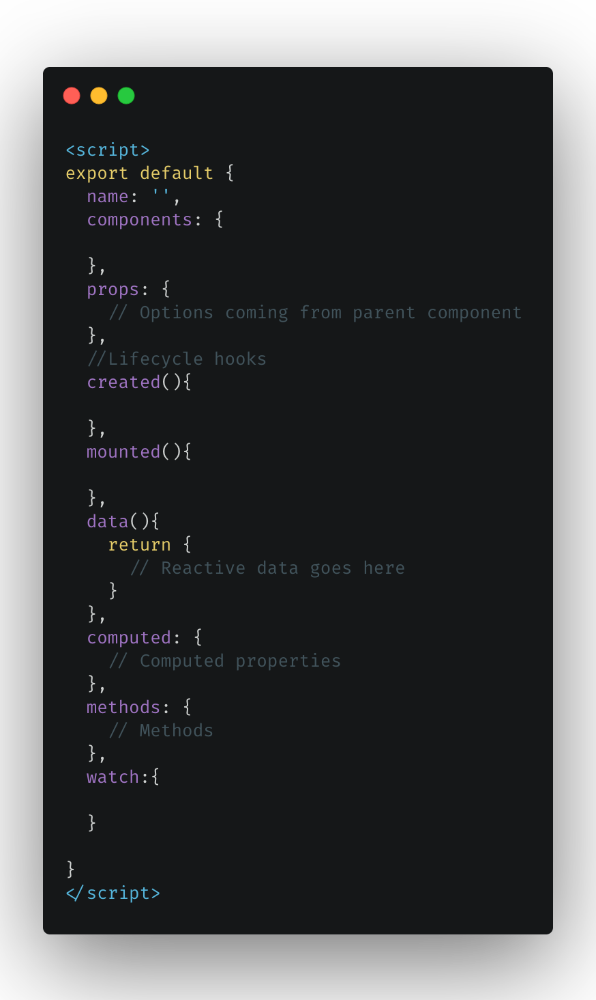 <script>
export default {
  name: '',
  components: {

  },
  props: {
    // Options coming from parent component
  },
  //Lifecycle hooks
  created(){

  },
  mounted(){

  },
  data(){
    return {
      // Reactive data goes here
    }
  },
  computed: {
    // Computed properties
  },
  methods: {
    // Methods
  },
  watch:{

  }

}
</script>